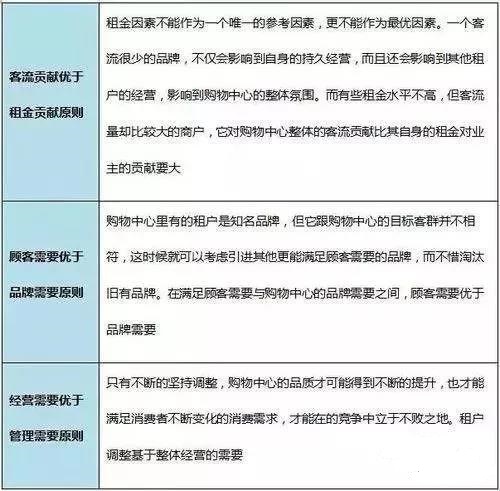 客流贡献优于
租金贡献原则
租金因素不能作为一个唯一的参考因素，更不能作为最优因素。一个客
流很少的品牌，不仅会影响到自身的持久经营，而且还会影响到其他租
户的经营，影响到购物中心的整体氛围。而有些租金水平不高，但客流
量却比较大的商户，它对购物中心整体的客流贡献比其自身的租金对业
主的贡献要大
顾客需要优于
品牌需要原则
购物中心里有的租户是知名品牌，但它跟购物中心的目标客群并不相
符，这时候就可以考虑引进其他更能满足顾客需要的品牌，而不惜淘汰
旧有品牌。在满足顾客需要与购物中心的品牌需要之间，顾客需要优于
品牌需要
经营需要优于
管理需要原则
只有不断的坚持调整，购物中心的品质才可能得到不断的提升，也才能
满足消费者不断变化的消费需求，才能在的竞争中立于不败之地。租户
调整基于整体经营的需要